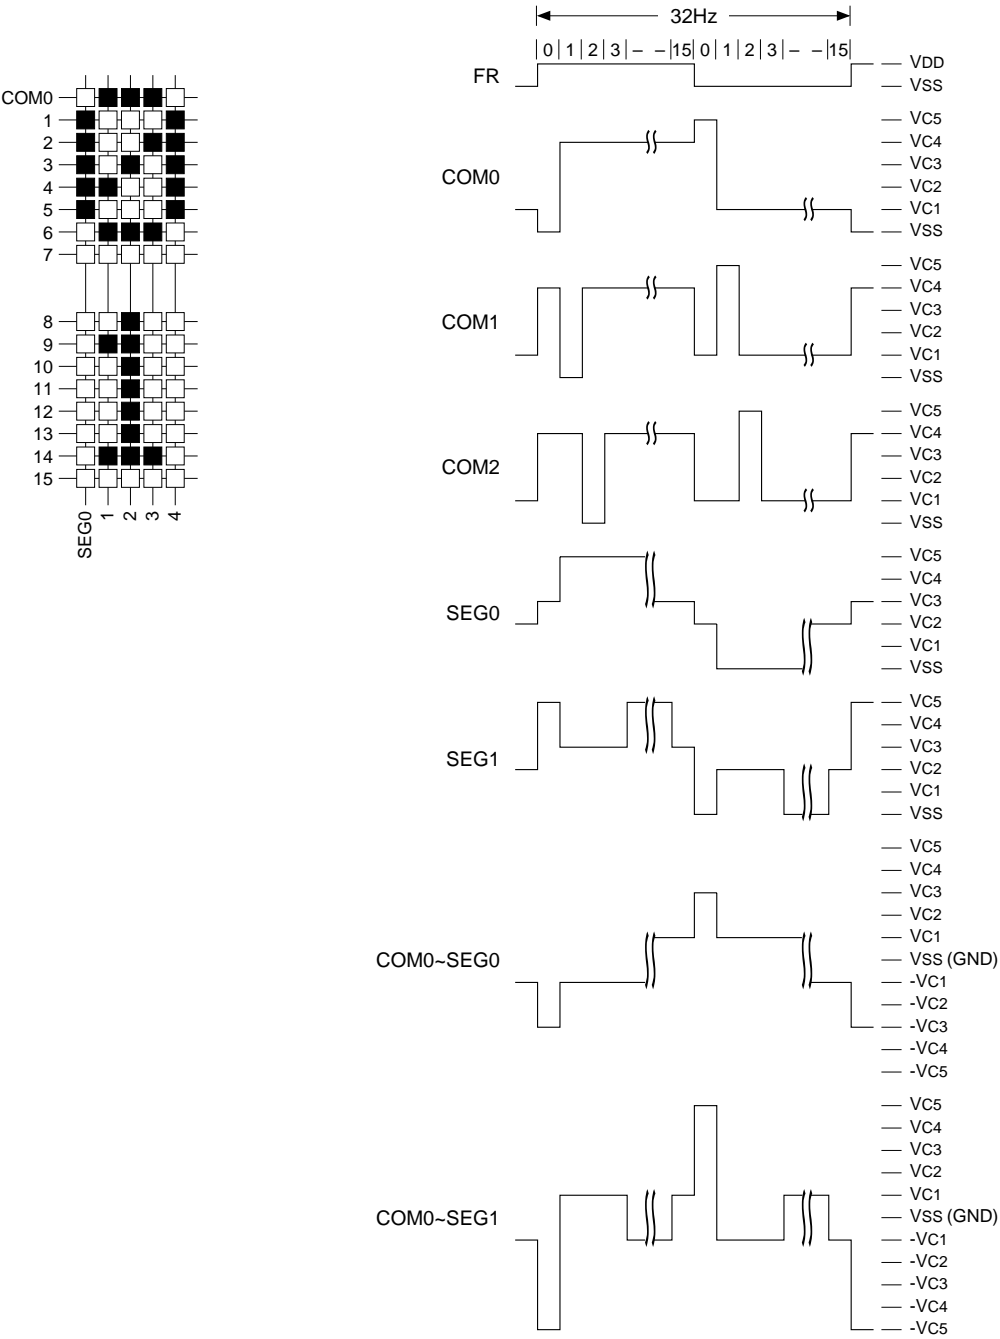 32Hz
0 1 2 3 – – 15 0 1 2 3 – – 15
FR
VDD
VSS
COM0
1
2
3
4
5
6
7
8
9
10
11
12
13
14
15
SEG0
1
2
3
4
COM0
VC5
VC4
VC3
VC2
VC1
VSS
COM1
VC5
VC4
VC3
VC2
VC1
VSS
COM2
VC5
VC4
VC3
VC2
VC1
VSS
SEG0
VC5
VC4
VC3
VC2
VC1
VSS
SEG1
VC5
VC4
VC3
VC2
VC1
VSS
COM0~SEG0
VC5
VC4
VC3
VC2
VC1
VSS (GND)
-VC1
-VC2
-VC3
-VC4
-VC5
COM0~SEG1
VC5
VC4
VC3
VC2
VC1
VSS (GND)
-VC1
-VC2
-VC3
-VC4
-VC5